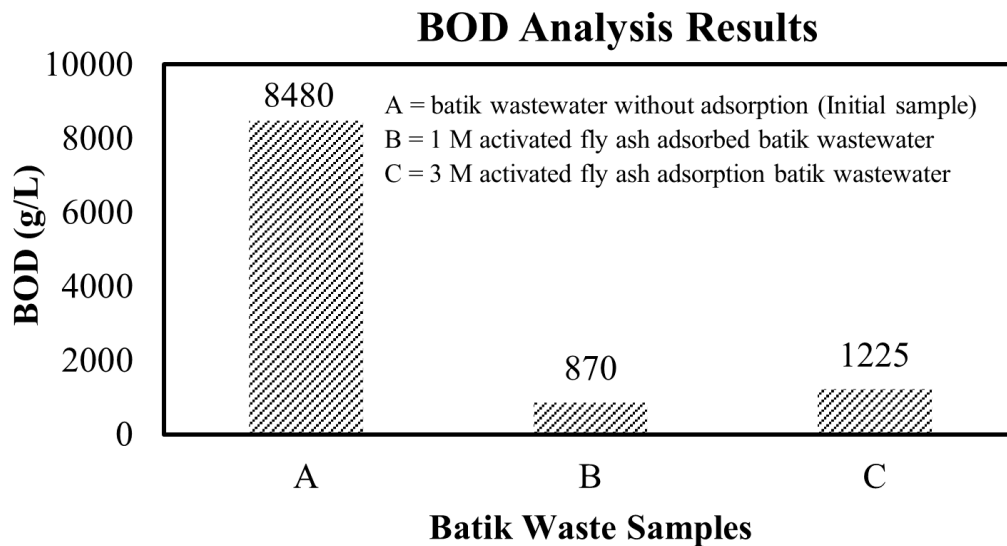 BOD Analysis Results
10000
8000
6000
4000
2000
0
BOD (g/L)
8480
870
1225
A = batik wastewater without adsorption (Initial sample)
B = 1 M activated fly ash adsorbed batik wastewater
C = 3 M activated fly ash adsorption batik wastewater
A
B
C
Batik Waste Samples